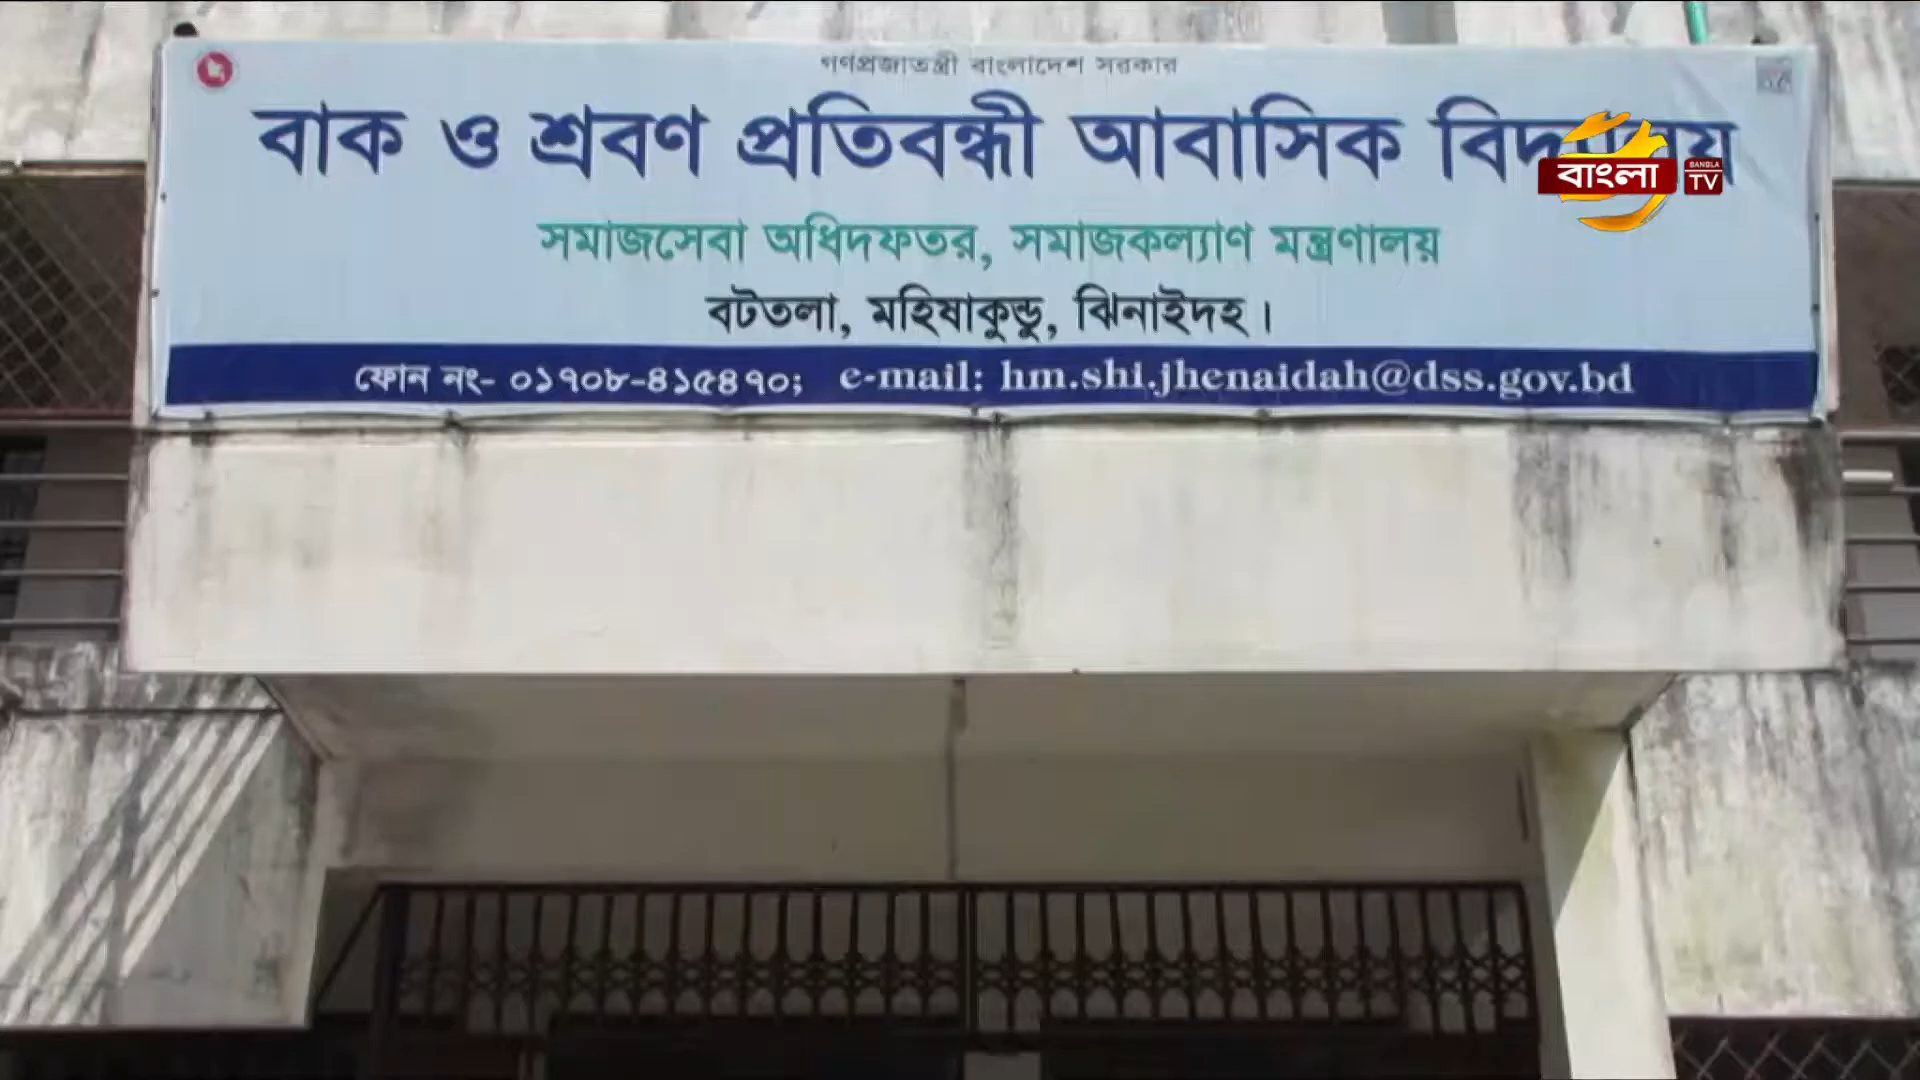 গণপ্রজাতন্ত্রী বাংলাদেশ সরকার
বাক ও শ্রবণ প্রতিবন্ধী আবাসিক বিদ্যালয়
সমাজসেবা অধিদফতর, সমাজকল্যাণ মন্ত্রণালয়
বটতলা, মহিষাকুন্ডু, ঝিনাইদহ।
ফোন নং- ০১৭০৮-৪১৫৪৭০; e-mail: hm.shi.jhenaidah@dss.gov.bd
বাংলা BANGLA TV